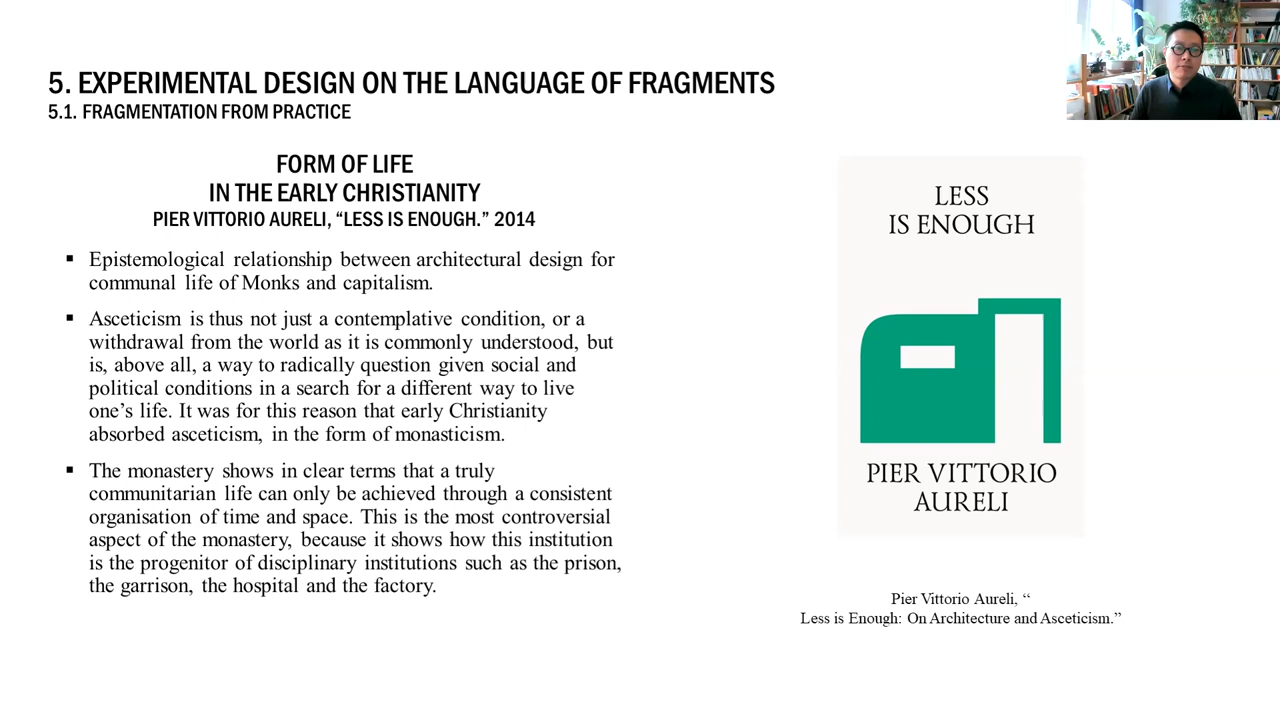 5. EXPERIMENTAL DESIGN ON THE LANGUAGE OF FRAGMENTS
5.1. FRAGMENTATION FROM PRACTICE
FORM OF LIFE
IN THE EARLY CHRISTIANITY
PIER VITTORIO AURELI, “LESS IS ENOUGH.” 2014
▪ Epistemological relationship between architectural design for
communal life of Monks and capitalism.
▪ Asceticism is thus not just a contemplative condition, or a
withdrawal from the world as it is commonly understood, but
is, above all, a way to radically question given social and
political conditions in a search for a different way to live
one’s life. It was for this reason that early Christianity
absorbed asceticism, in the form of monasticism.
▪ The monastery shows in clear terms that a truly
communitarian life can only be achieved through a consistent
organisation of time and space. This is the most controversial
aspect of the monastery, because it shows how this institution
is the progenitor of disciplinary institutions such as the prison,
the garrison, the hospital and the factory.
LESS
IS ENOUGH
PIER VITTORIO
AURELI
Pier Vittorio Aureli, “
Less is Enough: On Architecture and Asceticism.”